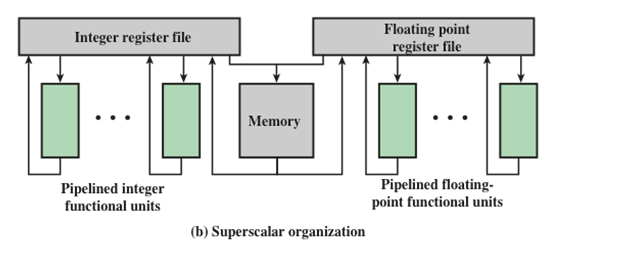 Integer register file
Floating point
register file
Memory
Pipelined integer
functional units
Pipelined floating-
point functional units
(b) Superscalar organization